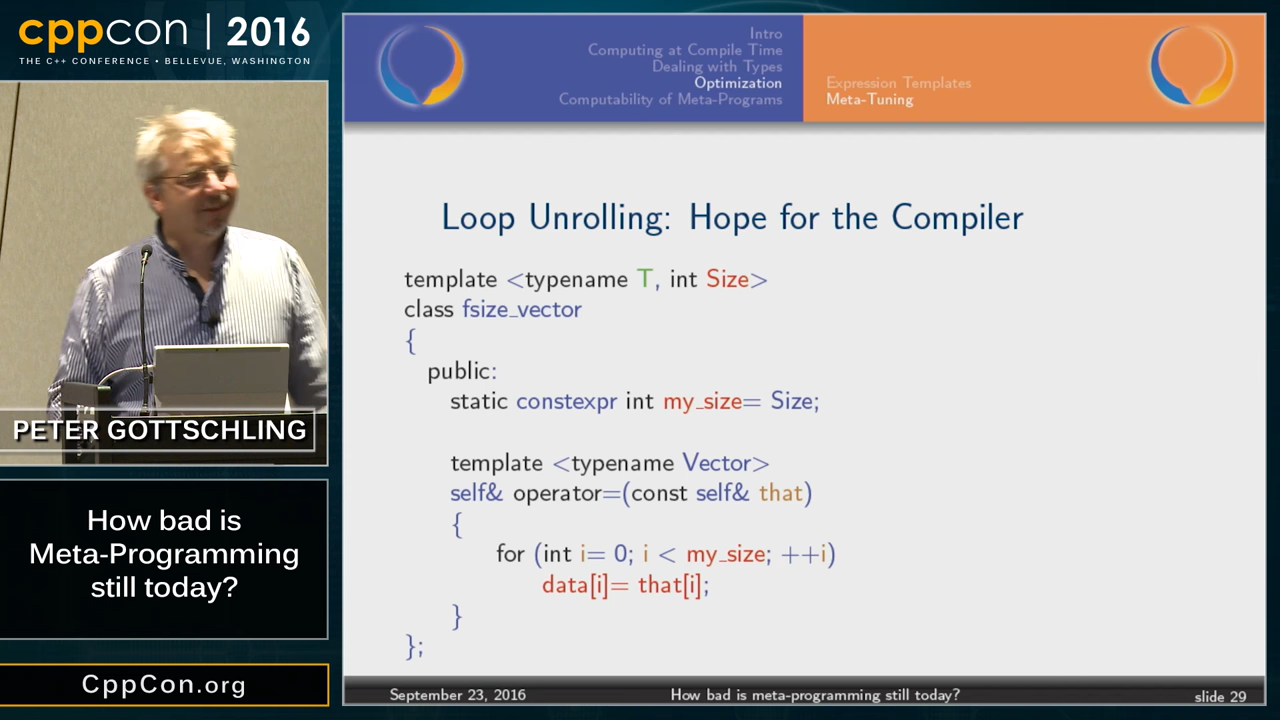 cppcon | 2016
THE C++ CONFERENCE • BELLEVUE, WASHINGTON
PETER GOTTSCHLING
How bad is
Meta-Programming
still today?
CppCon.org
Intro
Computing at Compile Time
Dealing with Types
Optimization
Computability of Meta-Programs
Expression Templates
Meta-Tuning
Loop Unrolling: Hope for the Compiler
template <typename T, int Size>
class fsize_vector
{
public:
static constexpr int my_size= Size;
template <typename Vector>
self& operator=(const self& that)
{
for (int i= 0; i < my_size; ++i)
data[i]= that[i];
}
};
September 23, 2016
How bad is meta-programming still today?
slide 29